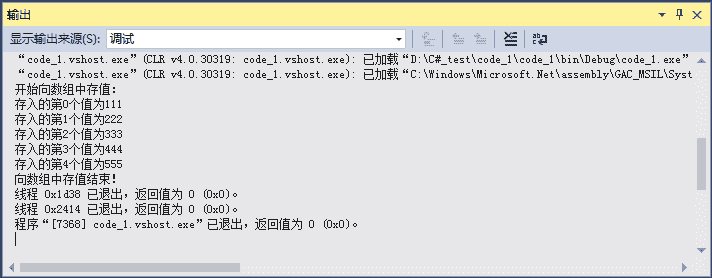 输出
显示输出来源(S): 调试
“code_1.vshost.exe”(CLR v4.0.30319: code_1.vshost.exe): 已加载“D:\C#_test\code_1\code_1\bin\Debug\code_1.exe”
“code_1.vshost.exe”(CLR v4.0.30319: code_1.vshost.exe): 已加载“C:\Windows\Microsoft.Net\assembly\GAC_MSIL\Syst
开始向数组中存值:
存入的第0个值为111
存入的第1个值为222
存入的第2个值为333
存入的第3个值为444
存入的第4个值为555
向数组中存值结束!
线程 0x1d38 已退出，返回值为 0 (0x0)。
线程 0x2414 已退出，返回值为 0 (0x0)。
程序“[7368] code_1.vshost.exe”已退出，返回值为 0 (0x0)。